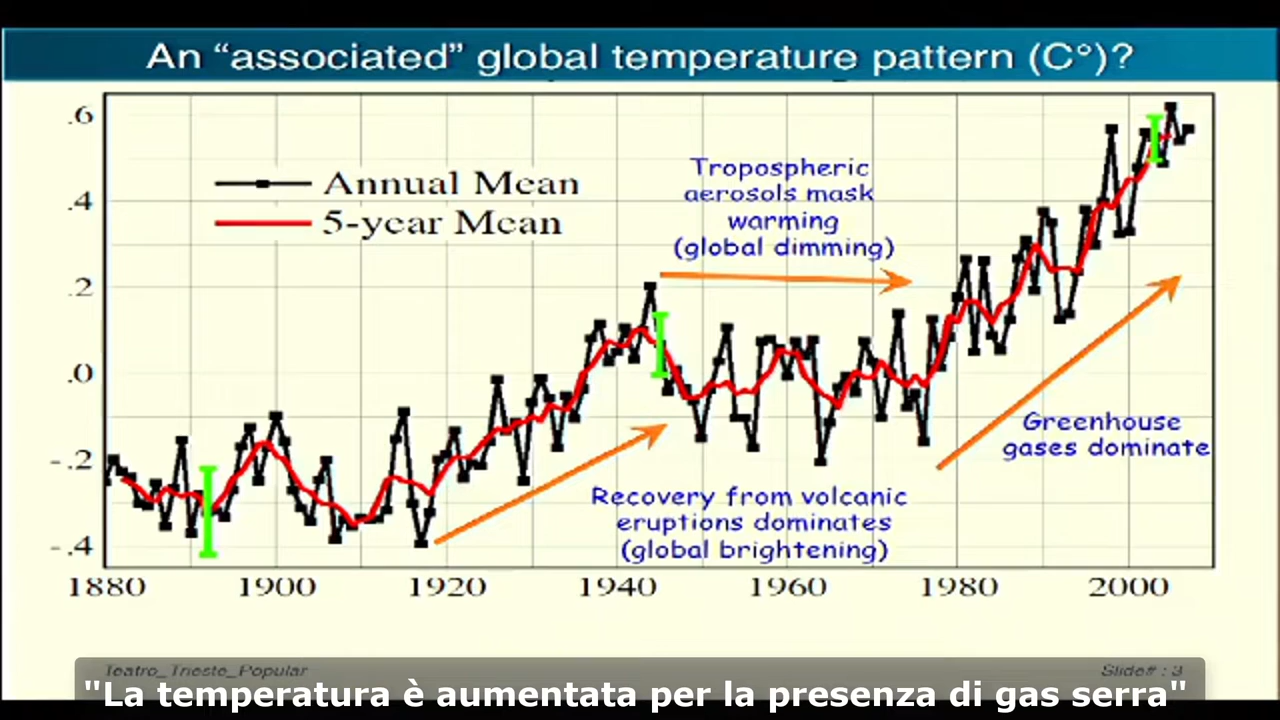 An “associated” global temperature pattern (C°)?
.6
.4
.2
.0
-.2
-.4
Annual Mean
5-year Mean
Tropospheric
aerosols mask
warming
(global dimming)
Greenhouse
gases dominate
Recovery from volcanic
eruptions dominates
(global brightening)
1880 1900 1920 1940 1960 1980 2000
Teatro_Trieste_Popular Slide# : 3
"La temperatura è aumentata per la presenza di gas serra"